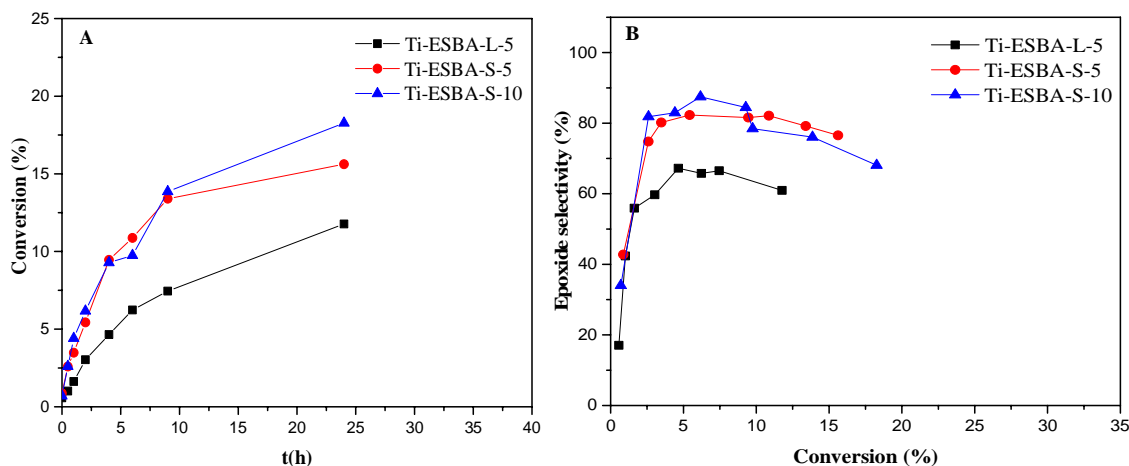 A
Ti-ESBA-L-5
Ti-ESBA-S-5
Ti-ESBA-S-10
25
20
15
10
5
0
Conversion (%)
0 5 10 15 20 25 30 35 40
t(h)
B
Ti-ESBA-L-5
Ti-ESBA-S-5
Ti-ESBA-S-10
100
80
60
40
20
0
Epoxide selectivity (%)
0 5 10 15 20 25 30 35
Conversion (%)